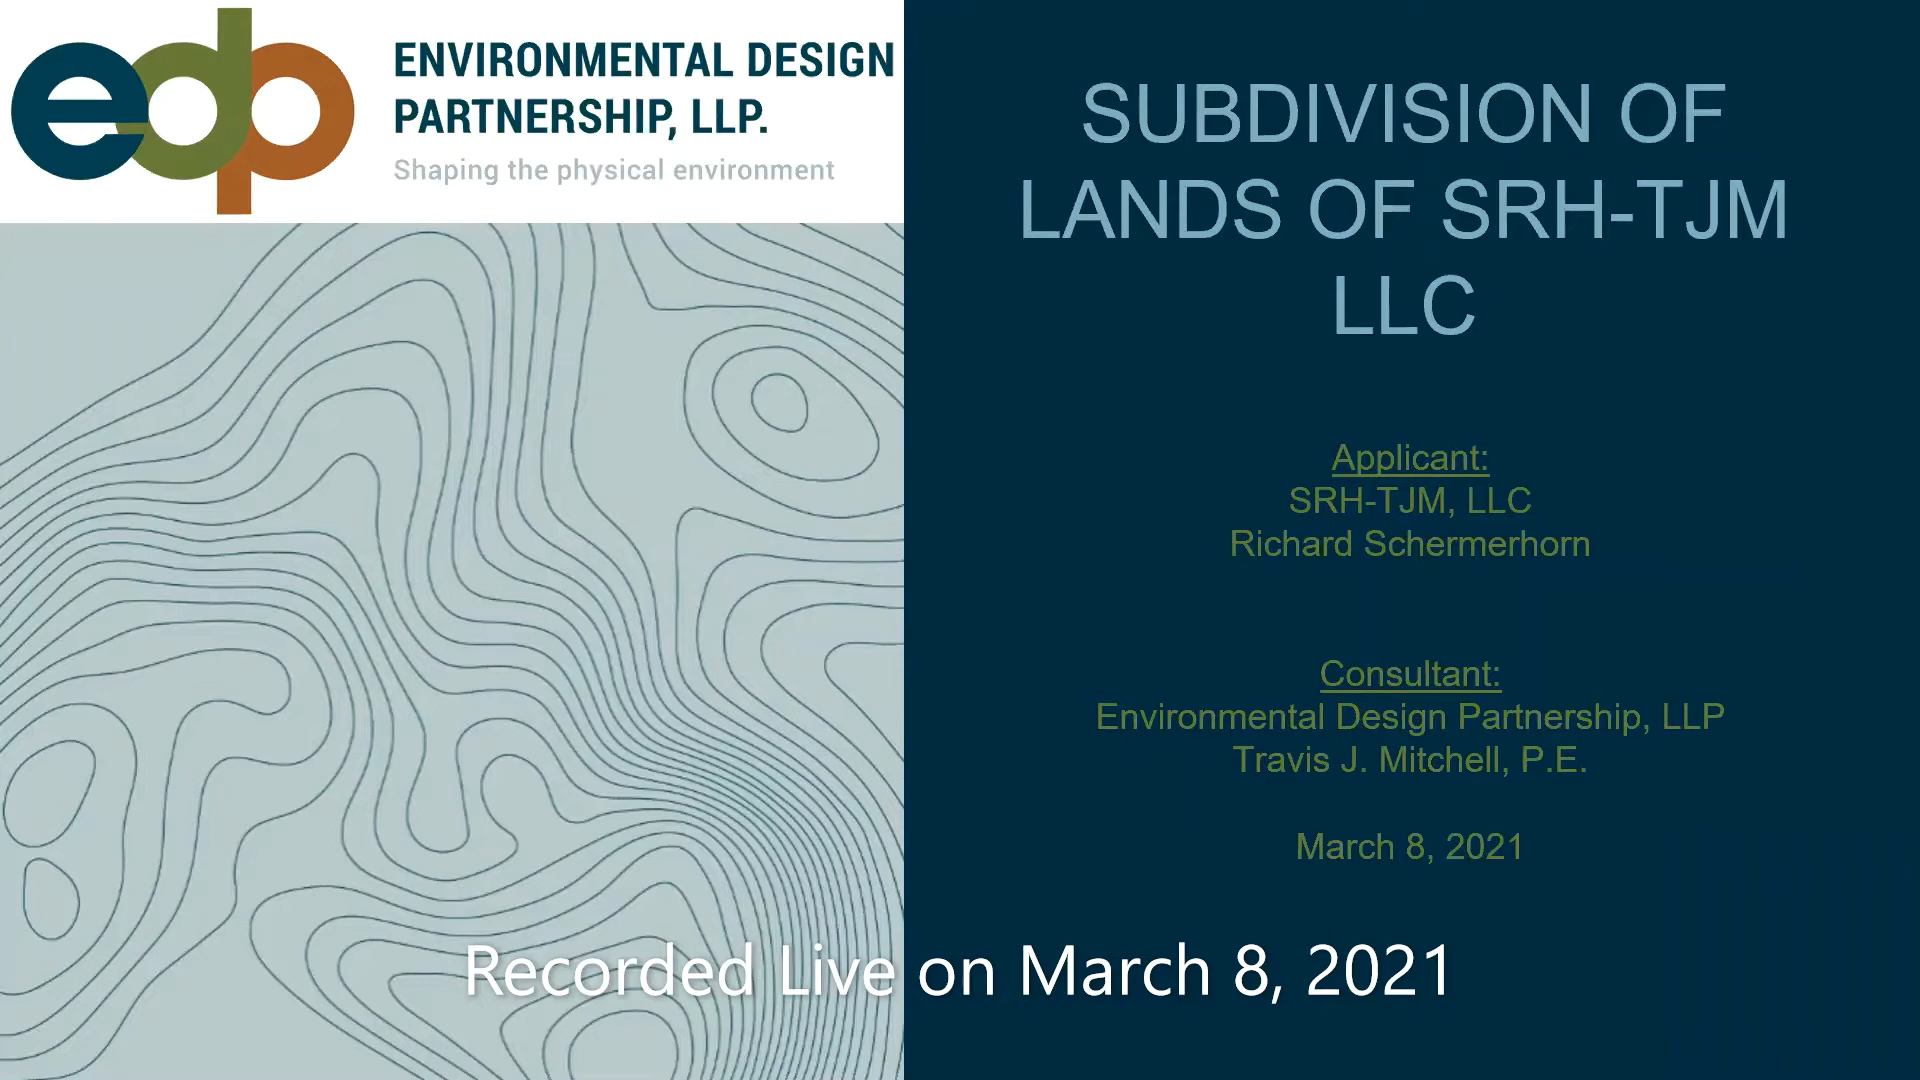 edp
ENVIRONMENTAL DESIGN
PARTNERSHIP, LLP.
Shaping the physical environment
SUBDIVISION OF
LANDS OF SRH-TJM
LLC
Applicant:
SRH-TJM, LLC
Richard Schermerhorn
Consultant:
Environmental Design Partnership, LLP
Travis J. Mitchell, P.E.
March 8, 2021
Recorded Live on March 8, 2021